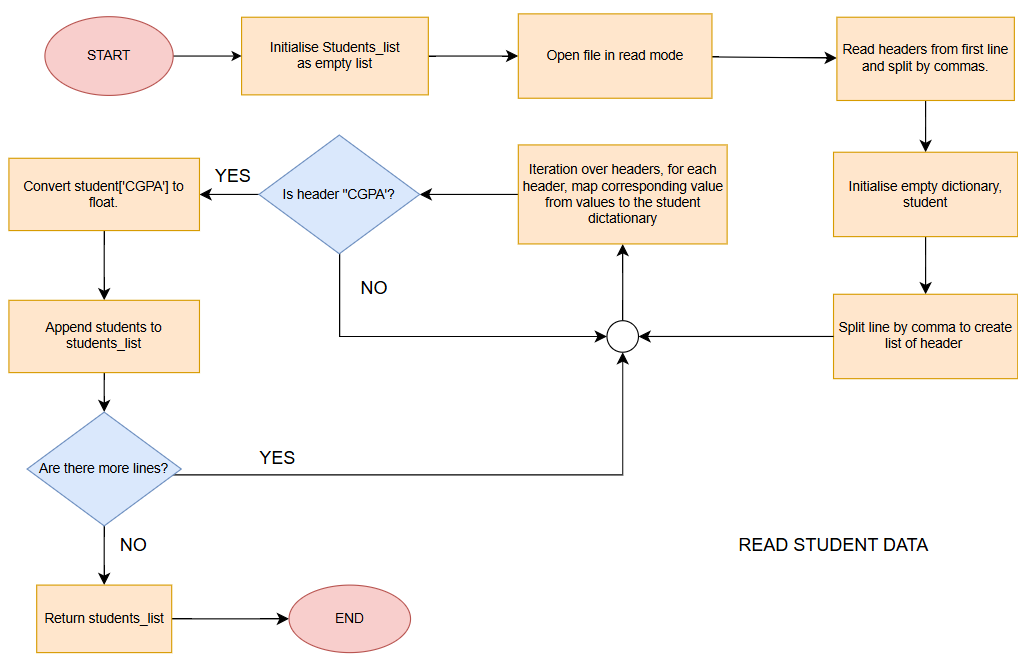 START
Initialise Students_list
as empty list
Open file in read mode
Read headers from first line
and split by commas.
Initialise empty dictionary,
student
Split line by comma to create
list of header
Iteration over headers, for each
header, map corresponding value
from values to the student
dictationary
Is header "CGPA'?
YES
NO
Convert student['CGPA'] to
float.
Append students to
students_list
Are there more lines?
YES
NO
Return students_list
END
READ STUDENT DATA